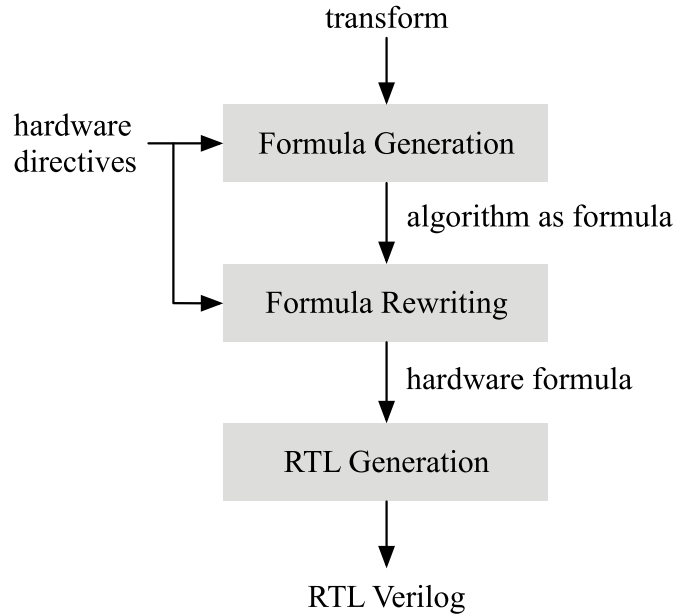 transform
hardware
directives
Formula Generation
algorithm as formula
Formula Rewriting
hardware formula
RTL Generation
RTL Verilog